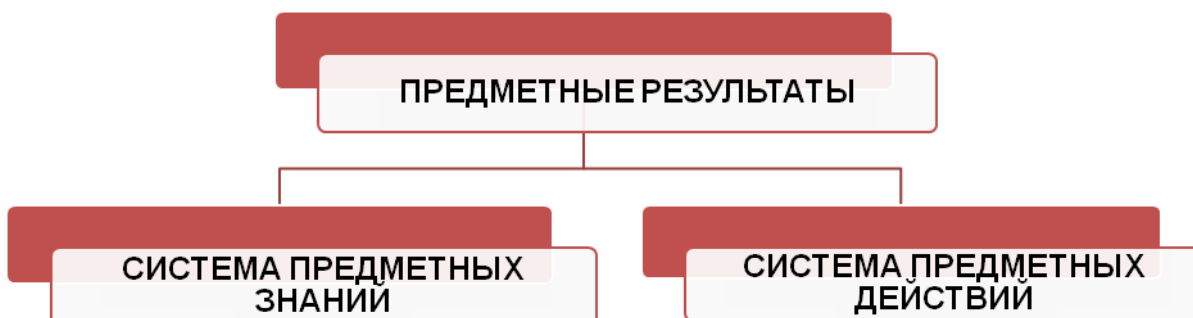 ПРЕДМЕТНЫЕ РЕЗУЛЬТАТЫ
СИСТЕМА ПРЕДМЕТНЫХ
ЗНАНИЙ
СИСТЕМА ПРЕДМЕТНЫХ
ДЕЙСТВИЙ